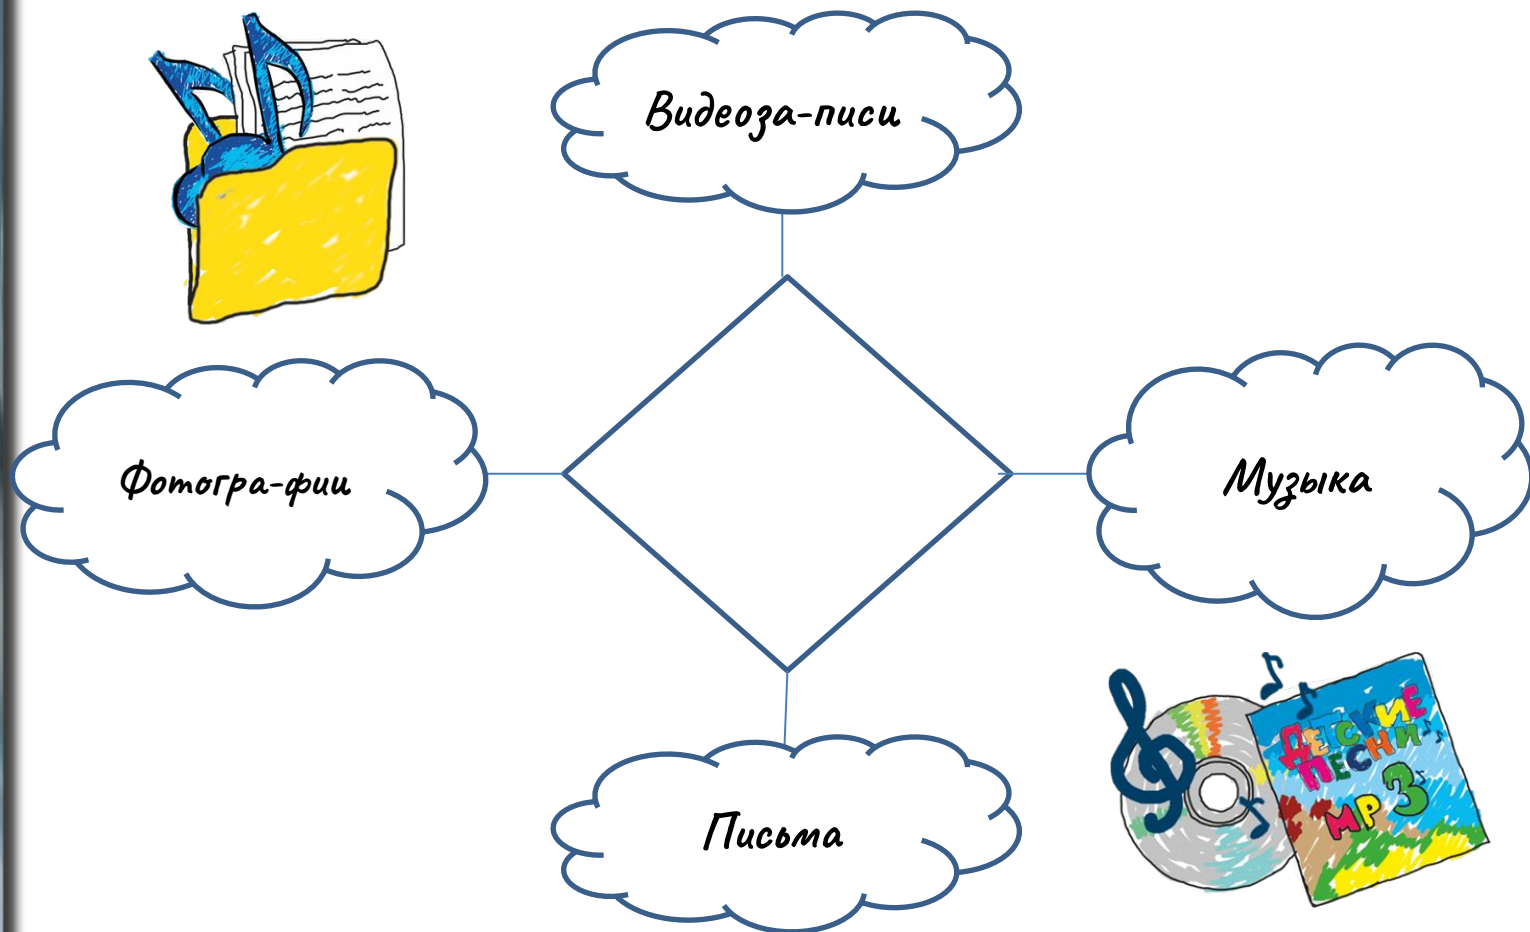 Видеоза-писи
Фотогра-фии
Музыка
Письма
ДЕТСКИЕ
ПЕСНИ
MP3